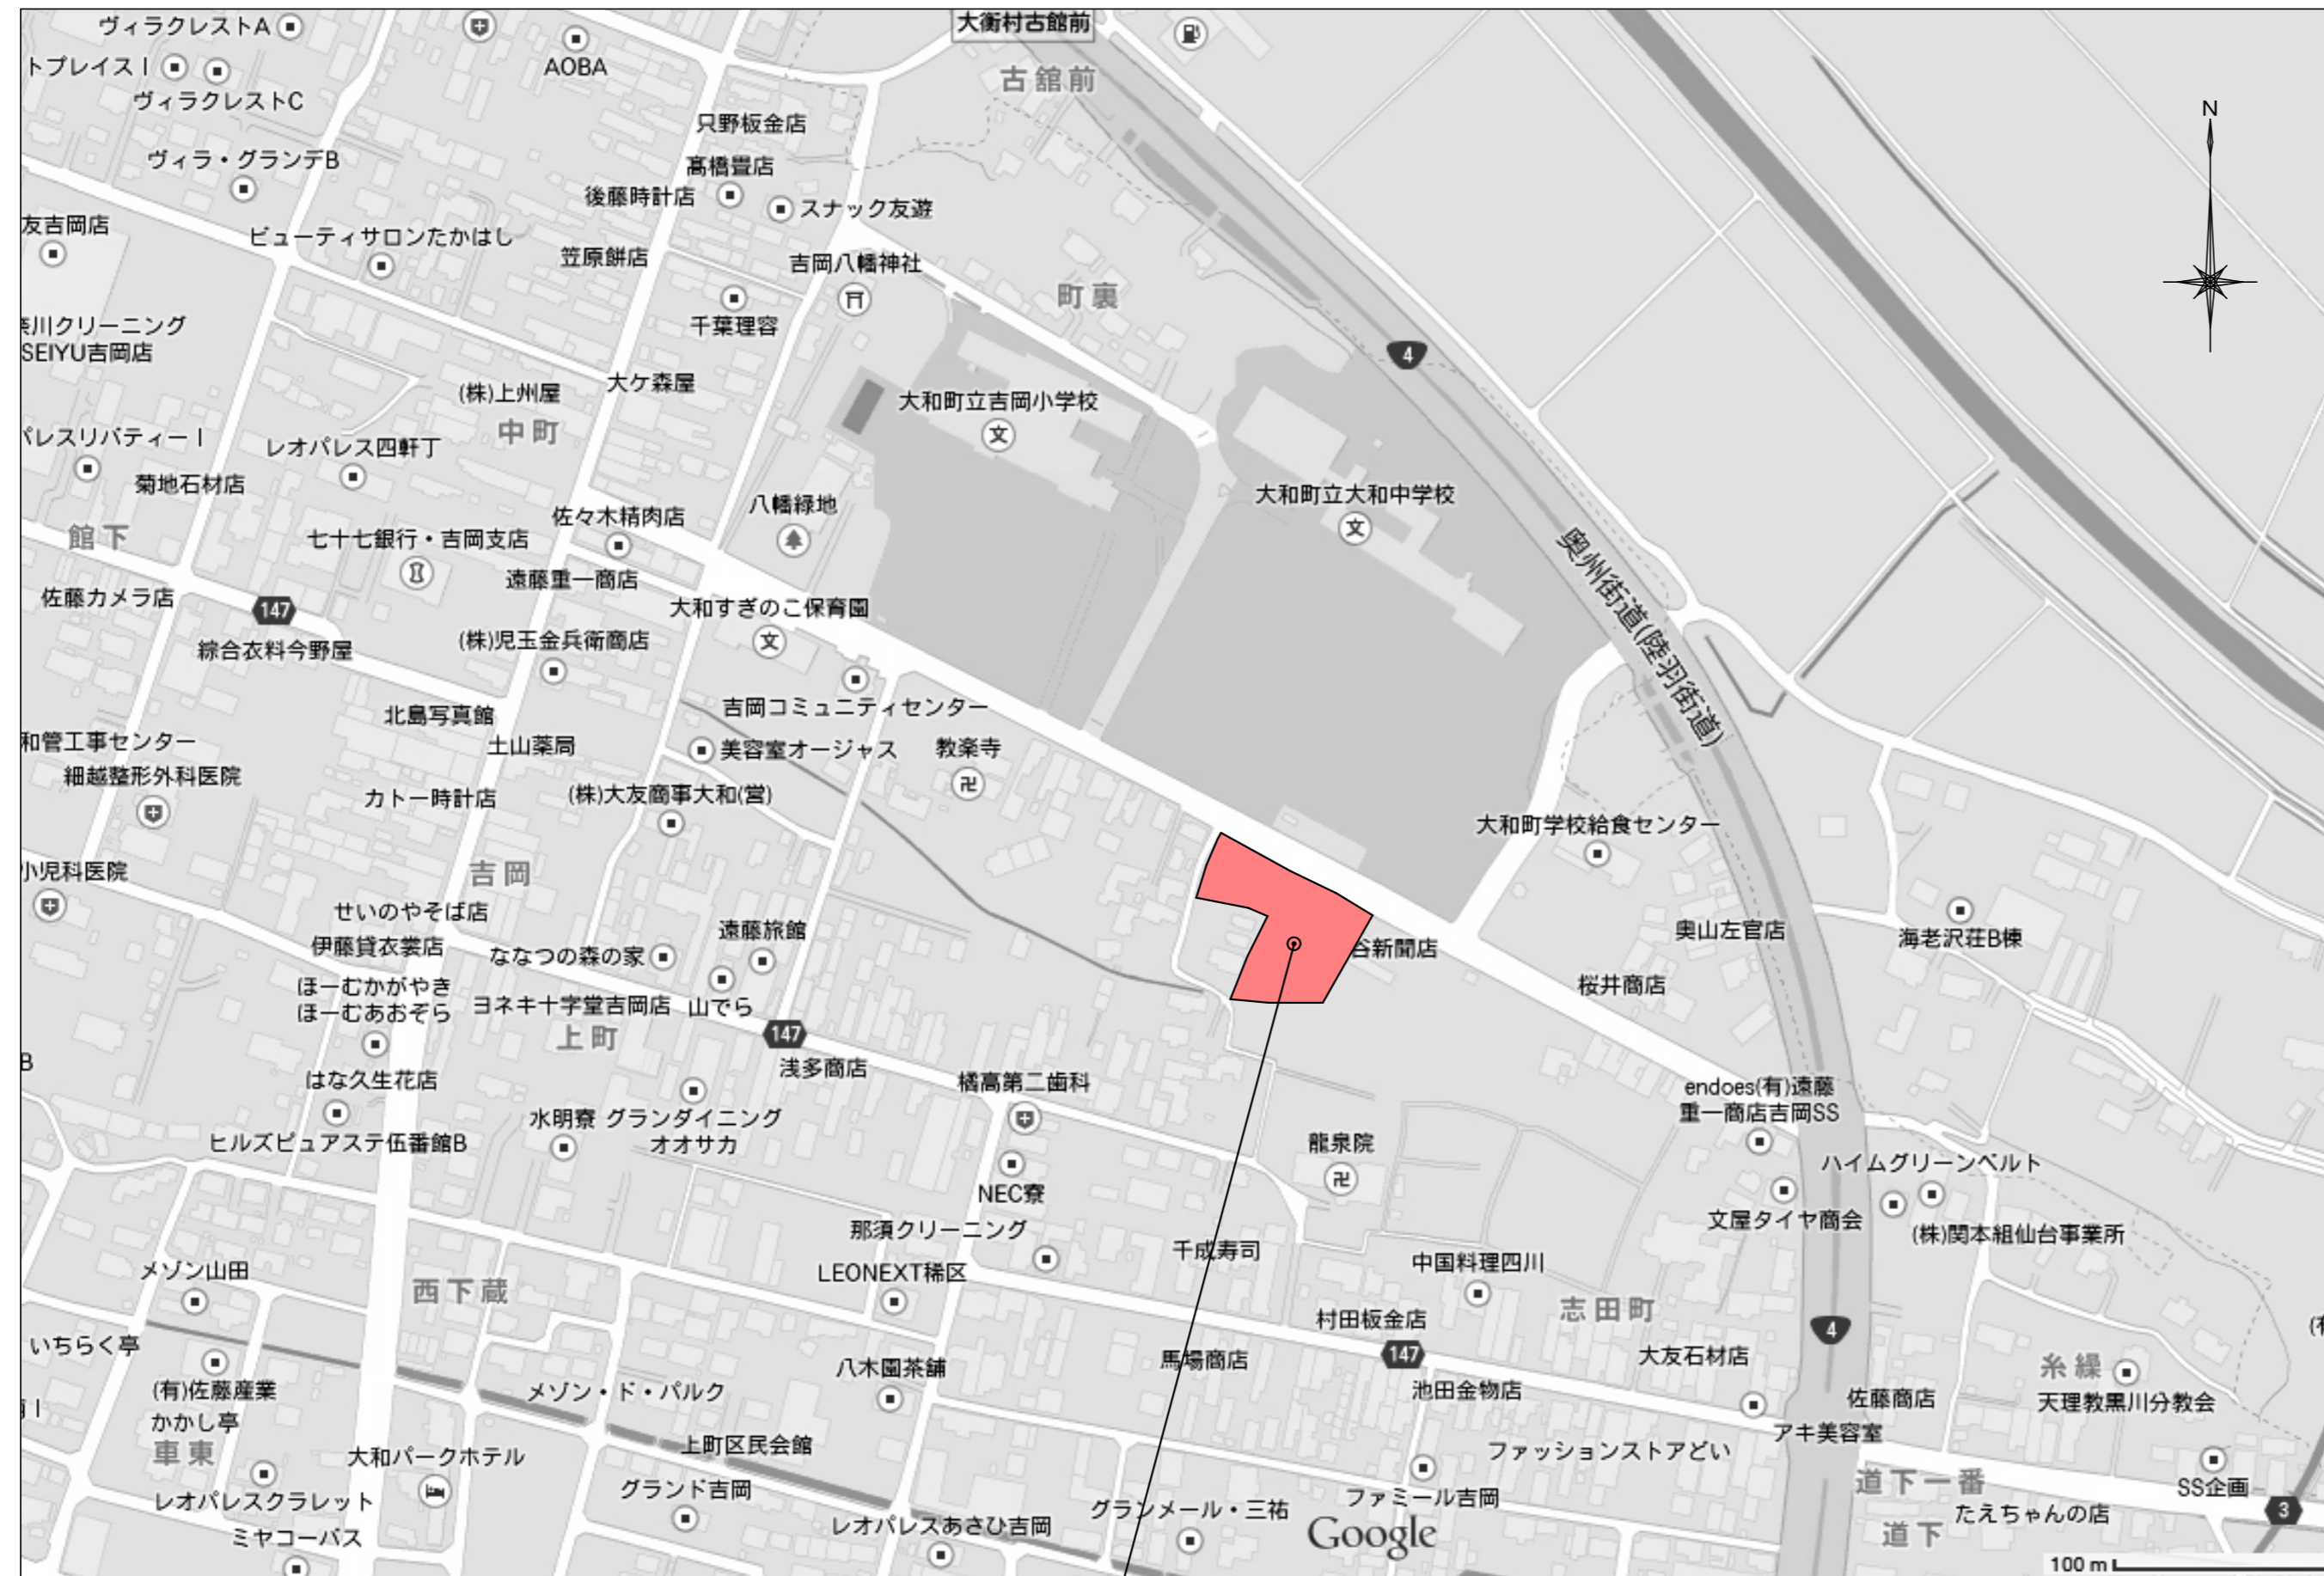 大衡村古館前
ヴィラクレストA
AOBA
トプレイス I
ヴィラクレストC
古舘前
N
只野板金店
ヴィラ・グランデB
髙橋畳店
後藤時計店
スナック友遊
友吉岡店
ビューティサロンたかはし
笠原餅店
吉岡八幡神社
町裏
千葉理容
川クリーニング
SEIYU吉岡店
4
大ケ森屋
(株)上州屋
大和町立吉岡小学校
文
中町
パレスリバティー I
レオパレス四軒丁
菊地石材店
大和町立大和中学校
文
八幡緑地
佐々木精肉店
館下
七十七銀行・吉岡支店
遠藤重一商店
奥州街道(陸羽街道)
佐藤カメラ店
147
大和すぎのこ保育園
文
綜合衣料今野屋
(株)児玉金兵衛商店
北島写真館
吉岡コミュニティセンター
和管工事センター
土山薬局
美容室オージャス
教楽寺
細越整形外科医院
カトー時計店
(株)大友商事大和(営)
大和町学校給食センター
小児科医院
吉岡
せいのやそば店
遠藤旅館
奥山左官店
海老沢荘B棟
伊藤貸衣裳店
ななつの森の家
谷新聞店
ほーむかがやき
ほーむあおぞら
ヨネキ十字堂吉岡店
山でら
桜井商店
上町
147
B
浅多商店
はな久生花店
橘高第二歯科
endoes(有)遠藤
重一商店吉岡SS
水明寮
グランダイニング
オオサカ
ヒルズピュアステ伍番館B
龍泉院
ハイムグリーンベルト
NEC寮
文屋タイヤ商会
那須クリーニング
(株)関本組仙台事業所
千成寿司
中国料理四川
メゾン山田
LEONEXT稀区
西下蔵
志田町
村田板金店
4
いちらく亭
147
馬場商店
大友石材店
八木園茶舗
糸繰
(有)佐藤産業
メゾン・ド・パルク
池田金物店
佐藤商店
天理教黒川分教会
かかし亭
アキ美容室
車東
大和パークホテル
上町区民会館
ファッションストアどい
道下一番
グランド吉岡
SS企画
レオパレスクラレット
グランメール・三祐
ファミール吉岡
たえちゃんの店
3
レオパレスあさひ吉岡
Google
道下
ミヤコーバス
100 m